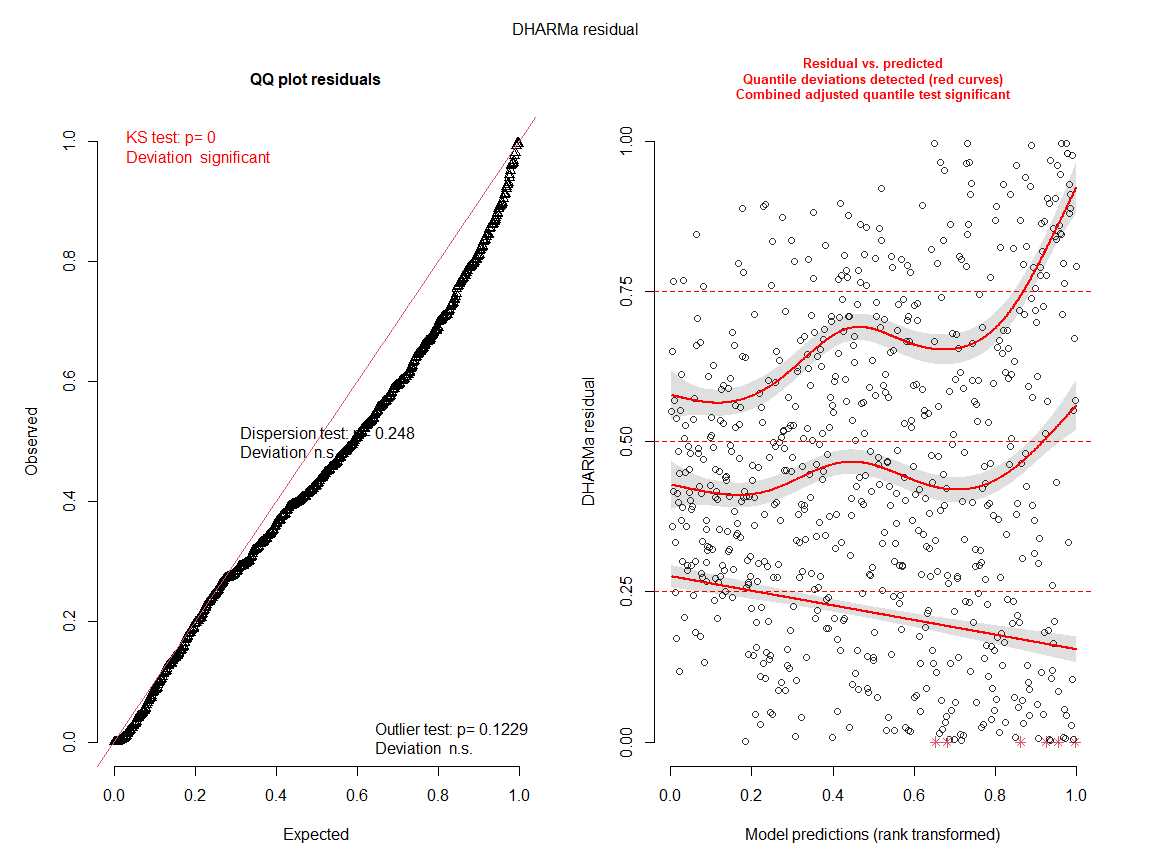 DHARMa residual
QQ plot residuals
KS test: p= 0
Deviation significant
Dispersion test: p= 0.248
Deviation n.s.
Outlier test: p= 0.1229
Deviation n.s.
Observed
0.0
0.2
0.4
0.6
0.8
1.0
0.0 0.2 0.4 0.6 0.8 1.0
Expected
Residual vs. predicted
Quantile deviations detected (red curves)
Combined adjusted quantile test significant
DHARMa residual
0.00
0.25
0.50
0.75
1.00
0.0 0.2 0.4 0.6 0.8 1.0
Model predictions (rank transformed)